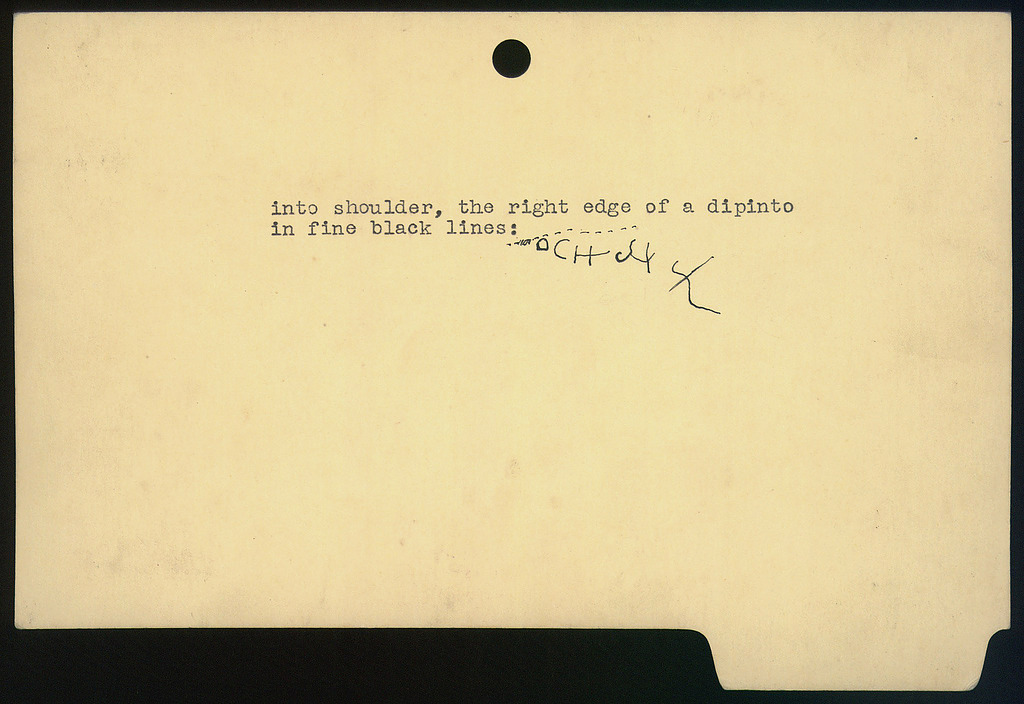 into shoulder, the right edge of a dipinto
in fine black lines: